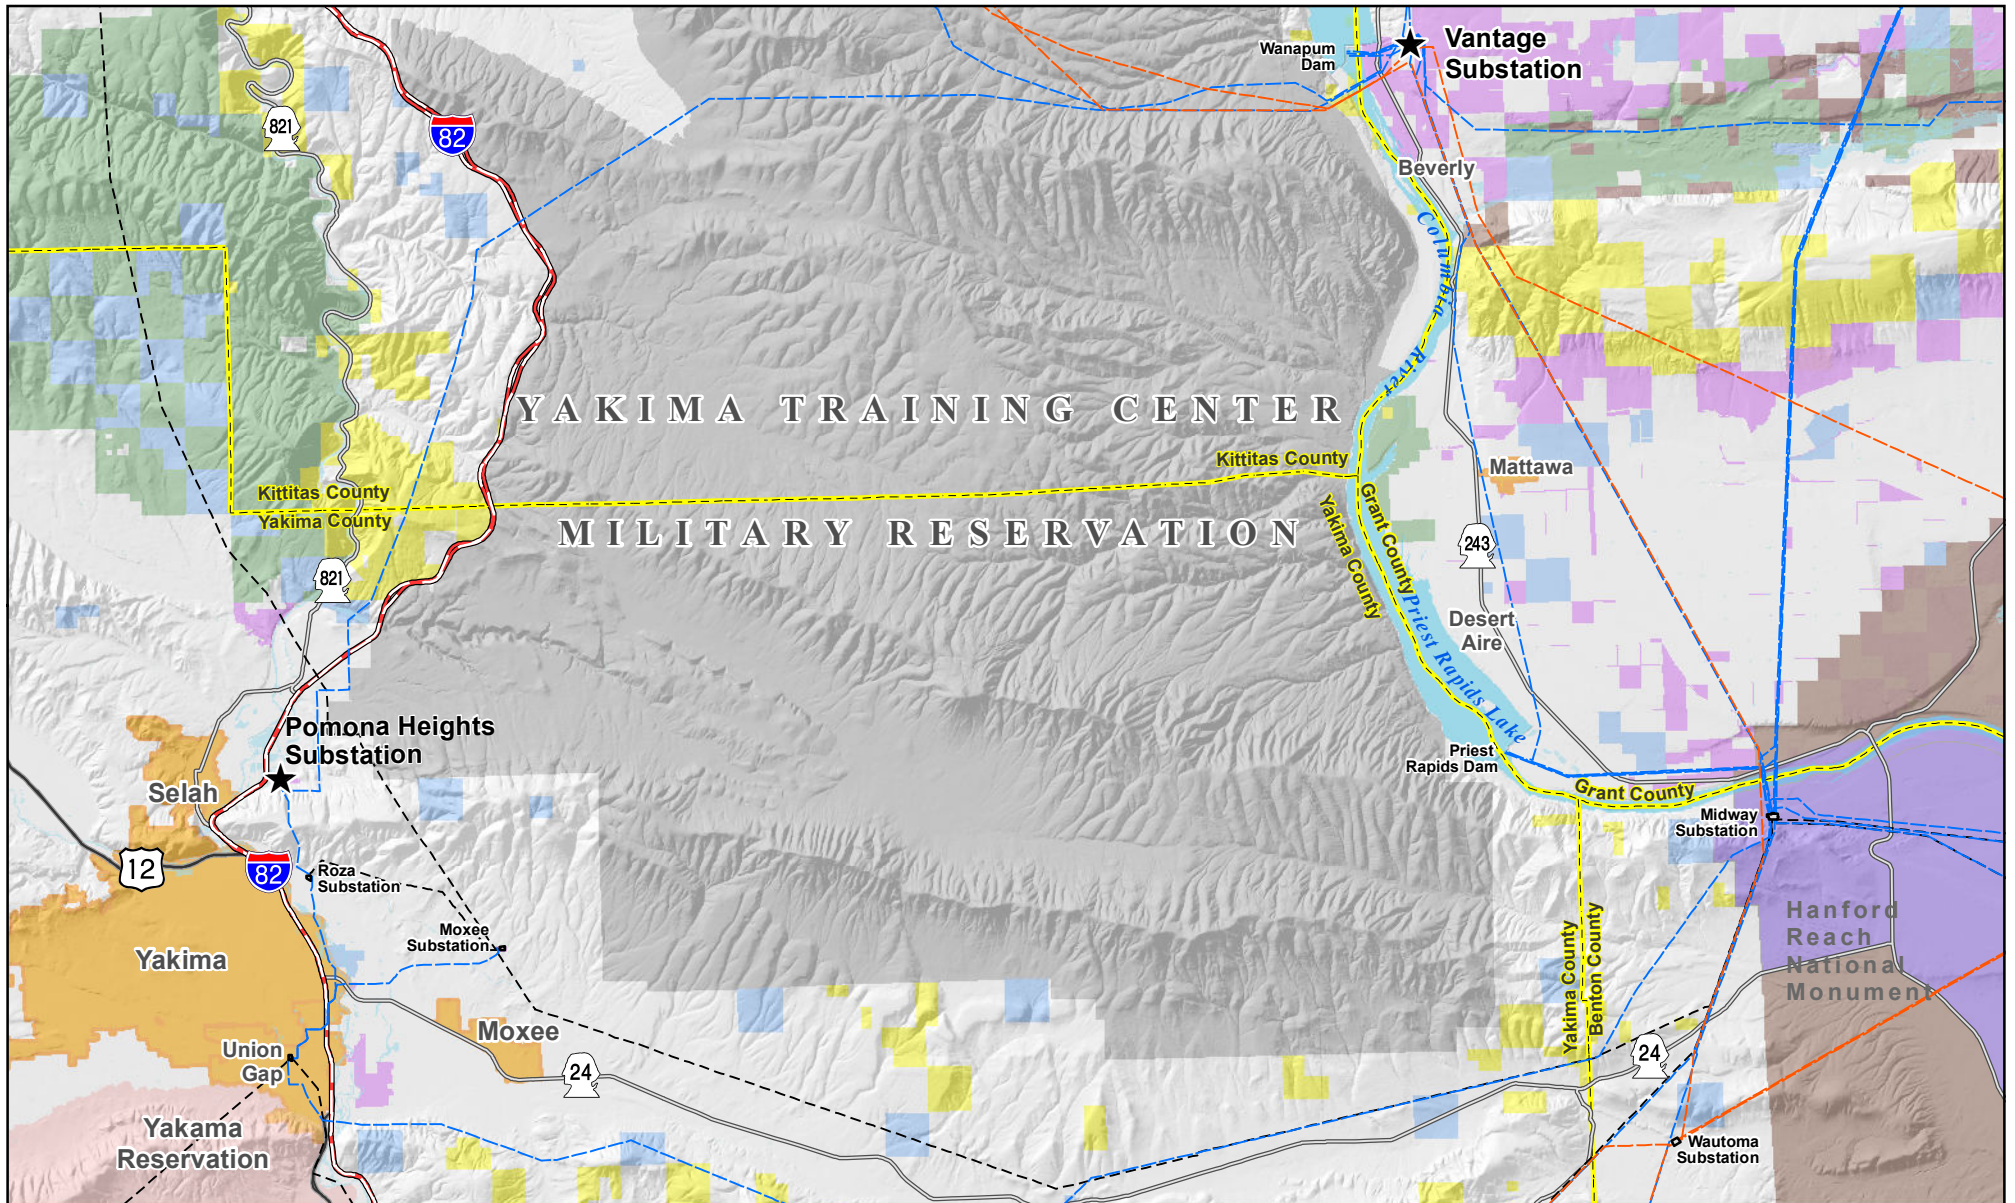 Wanapum
Dam
Vantage
Substation
821
82
Beverly
Columbia River
YAKIMA TRAINING CENTER
Kittitas County
Mattawa
Kittitas County
Yakima County
MILITARY RESERVATION
Grant County
Yakima County
243
821
Priest Rapids Lake
Desert
Aire
Pomona Heights
Substation
Priest
Rapids Dam
Selah
Grant County
Midway
Substation
12
82
Roza
Substation
Moxee
Substation
Hanford
Reach
National
Monument
Yakima
Yakima County
Benton County
Moxee
Union
Gap
24
24
Yakama
Reservation
Wautoma
Substation